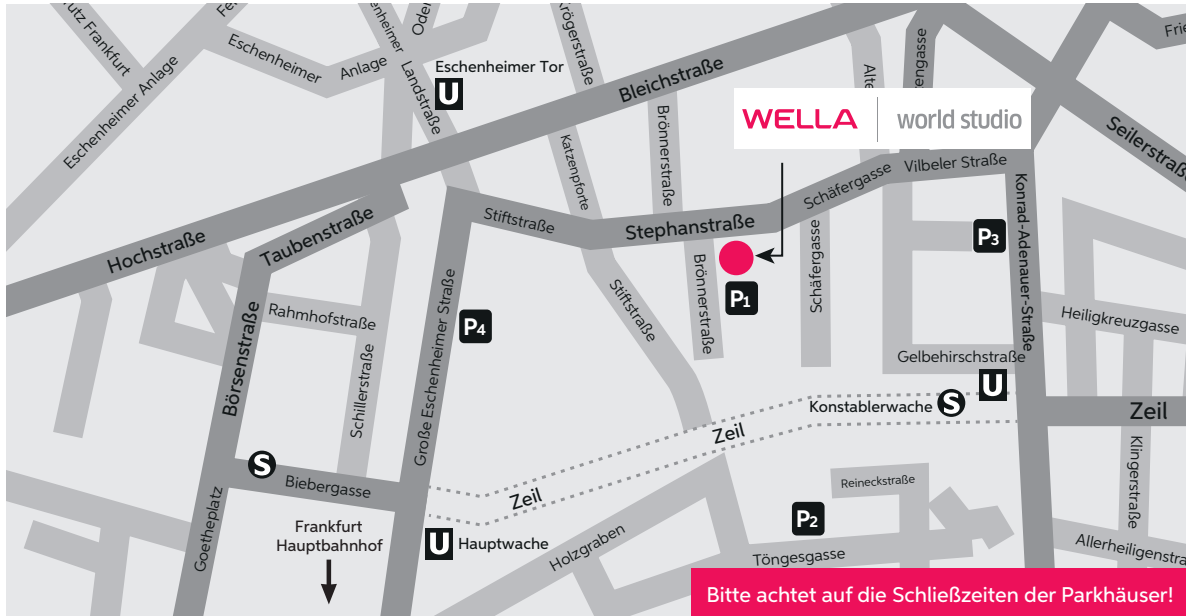 Eschenheimer
Anlage
Oder
Landstraße
Krögerstraße
Eschenheimer Tor
U
Bleichstraße
Eschenheimer Anlage
WELLA | world studio
Seilerstraße
Brönnerstraße
Katzenpforte
Schäfergasse
Vilbeler Straße
Stiftstraße
Stephanstraße
Taubenstraße
Hochstraße
P3
Konrad-Adenauer-Straße
P1
Brönnerstraße
Schäfergasse
Stiftstraße
Rahmhofstraße
P4
Heiligkreuzgasse
Börsenstraße
Schillerstraße
Große Eschenheimer Straße
Gelbehirschstraße
U
Konstablerwache S
Zeil
Zeil
Klingerstraße
S
Biebergasse
Zeil
Reineckstraße
Goetheplatz
Frankfurt
Hauptbahnhof
U Hauptwache
P2
Holzgraben
Töngesgasse
Allerheiligenstra
Bitte achtet auf die Schließzeiten der Parkhäuser!